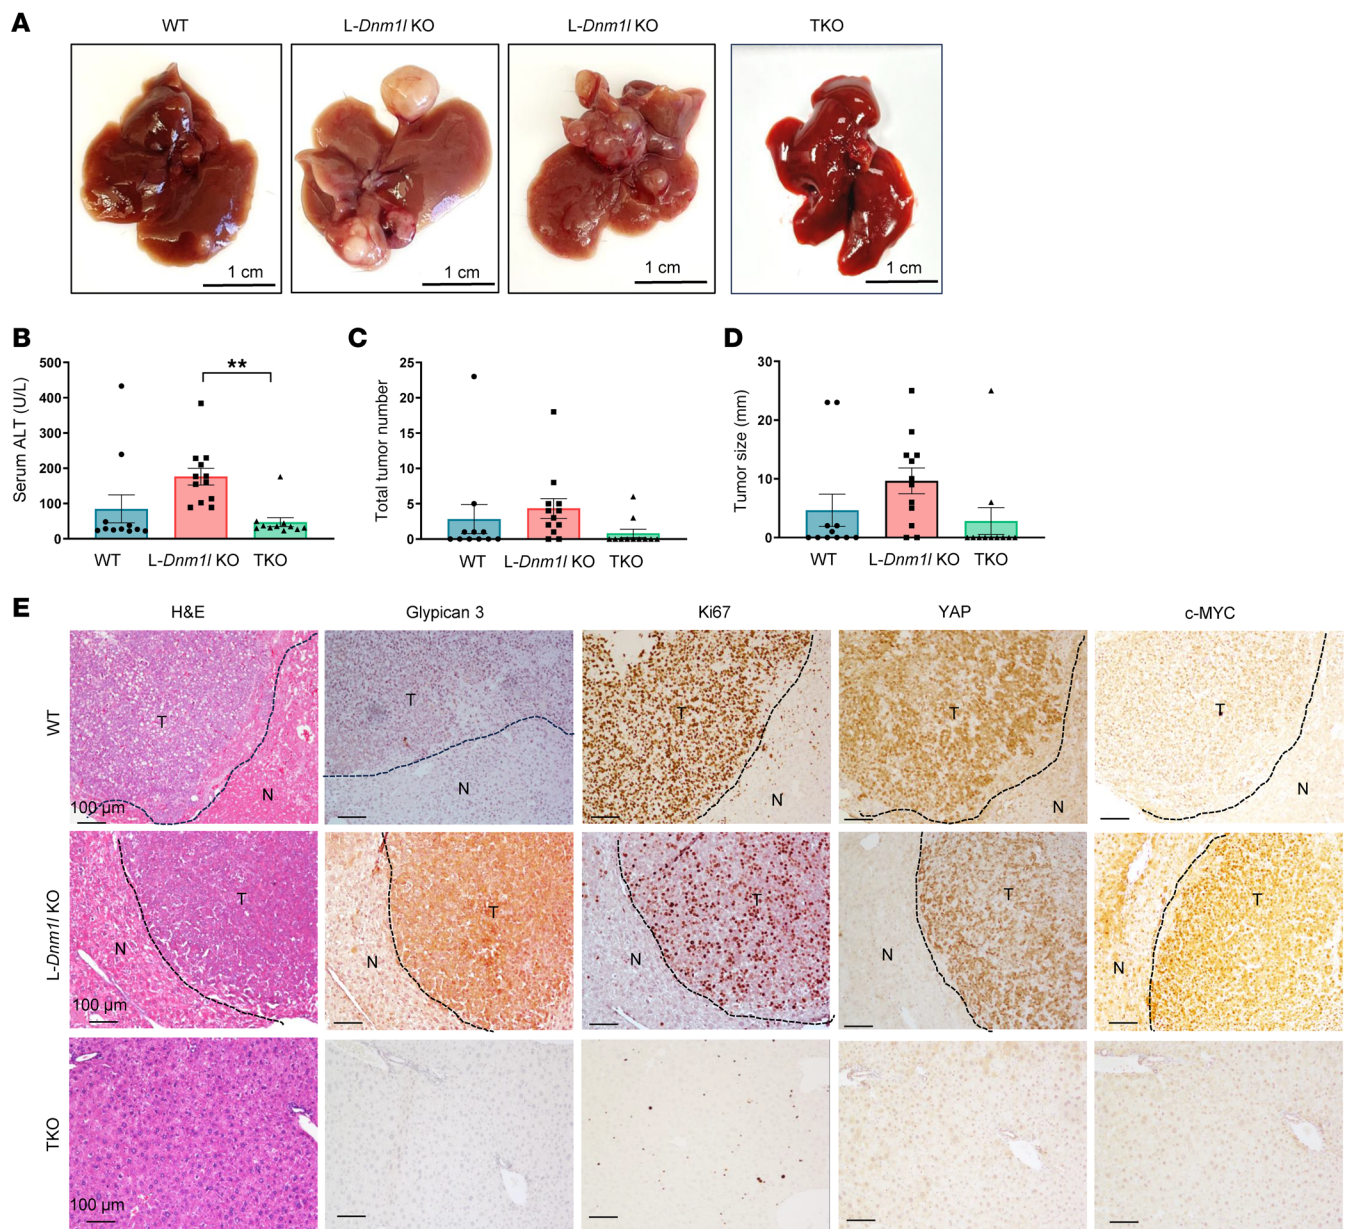 A
WT
L-Dnm1l KO
L-Dnm1l KO
TKO
1 cm
1 cm
1 cm
1 cm
B
Serum ALT (U/L)
500
400
300
200
100
0
**
WT
L-Dnm1l KO
TKO
C
Total tumor number
25
20
15
10
5
0
WT
L-Dnm1l KO
TKO
D
Tumor size (mm)
30
20
10
0
WT
L-Dnm1l KO
TKO
E
H&E
Glypican 3
Ki67
YAP
c-MYC
WT
T
N
100 µm
T
N
T
N
T
N
T
N
L-Dnm1l KO
T
N
100 µm
T
N
T
N
T
N
T
N
TKO
100 µm